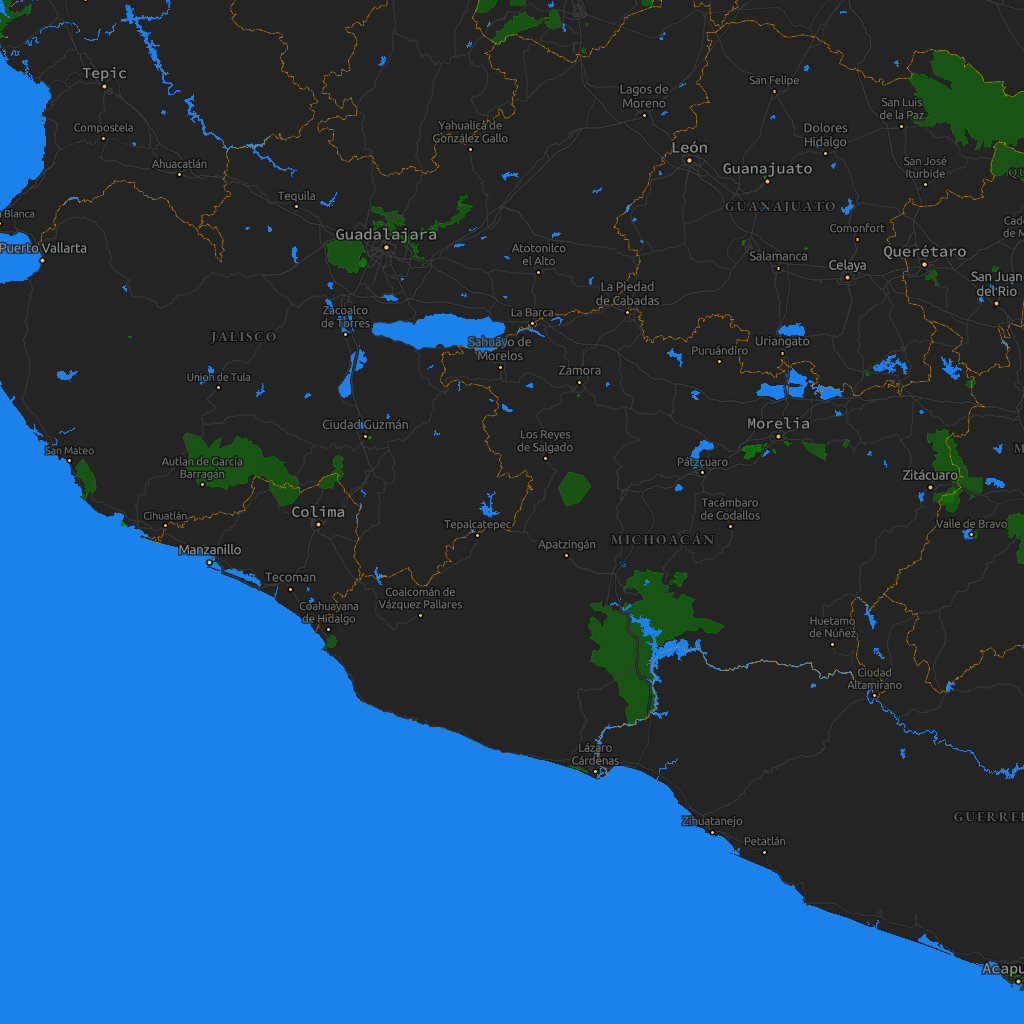 Tepic
San Felipe
Lagos de
Moreno
San Luis
de la Paz
Compostela
Yahualica de
González Gallo
Dolores
Hidalgo
Ahuacatlán
León
Guanajuato
San José
Iturbide
QU
Tequila
GUANAJUATO
Blanca
Comonfort
Cade
de M
Puerto Vallarta
Guadalajara
Atotonilco
el Alto
Salamanca
Celaya
Querétaro
San Juan
del Rio
La Piedad
de Cabadas
Zacoalco
de Torres
La Barca
JALISCO
Sahuayo de
Morelos
Uriangato
Puruándiro
Union de Tula
Zamora
Ciudad Guzmán
Morelia
Los Reyes
de Salgado
San Mateo
Autlan de García
Barragán
Pátzcuaro
M
Zitácuaro
Cihuatlán
Colima
Tepalcatepec
Tacámbaro
de Codallos
Valle de Bravo
Manzanillo
Apatzingán
MICHOACÁN
Tecoman
Coalcomán de
Vázquez Pallares
Coahuayana
de Hidalgo
Huetamo
de Núñez
Ciudad
Altamirano
Lázaro
Cárdenas
Zihuatanejo
GUERRE
Petatlán
Acapu